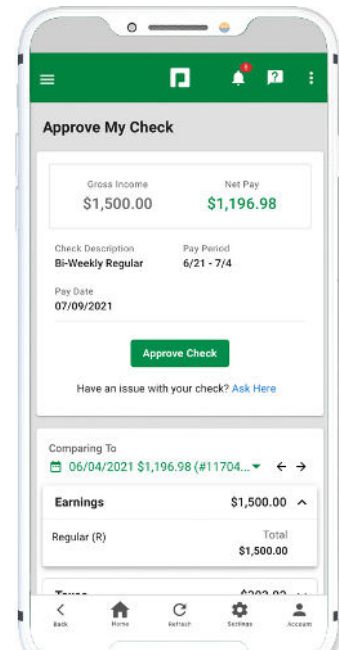 Approve My Check
Gross Income Net Pay
$1,500.00 $1,196.98
Check Description Pay Period
Bi-Weekly Regular 6/21 - 7/4
Pay Date
07/09/2021
Approve Check
Have an issue with your check? Ask Here
Comparing To
06/04/2021 $1,196.98 (#11704...
Earnings $1,500.00
Regular (R) Total
$1,500.00
Back Home Refresh Settings Account